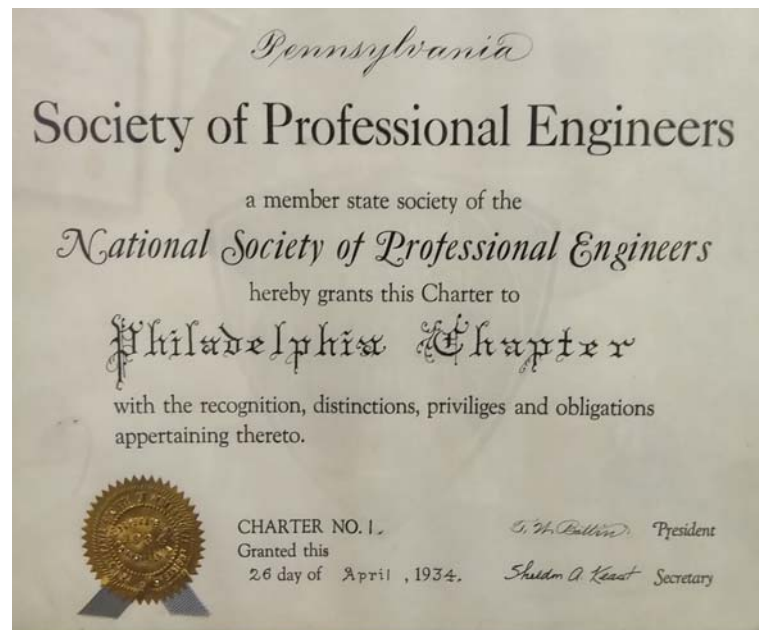 Pennsylvania
Society of Professional Engineers
a member state society of the
National Society of Professional Engineers
hereby grants this Charter to
Philadelphia Chapter
with the recognition, distinctions, priviliges and obligations
appertaining thereto.
CHARTER NO. 1.
Granted this
26 day of April, 1934.
President
Sheldon A. Keast Secretary